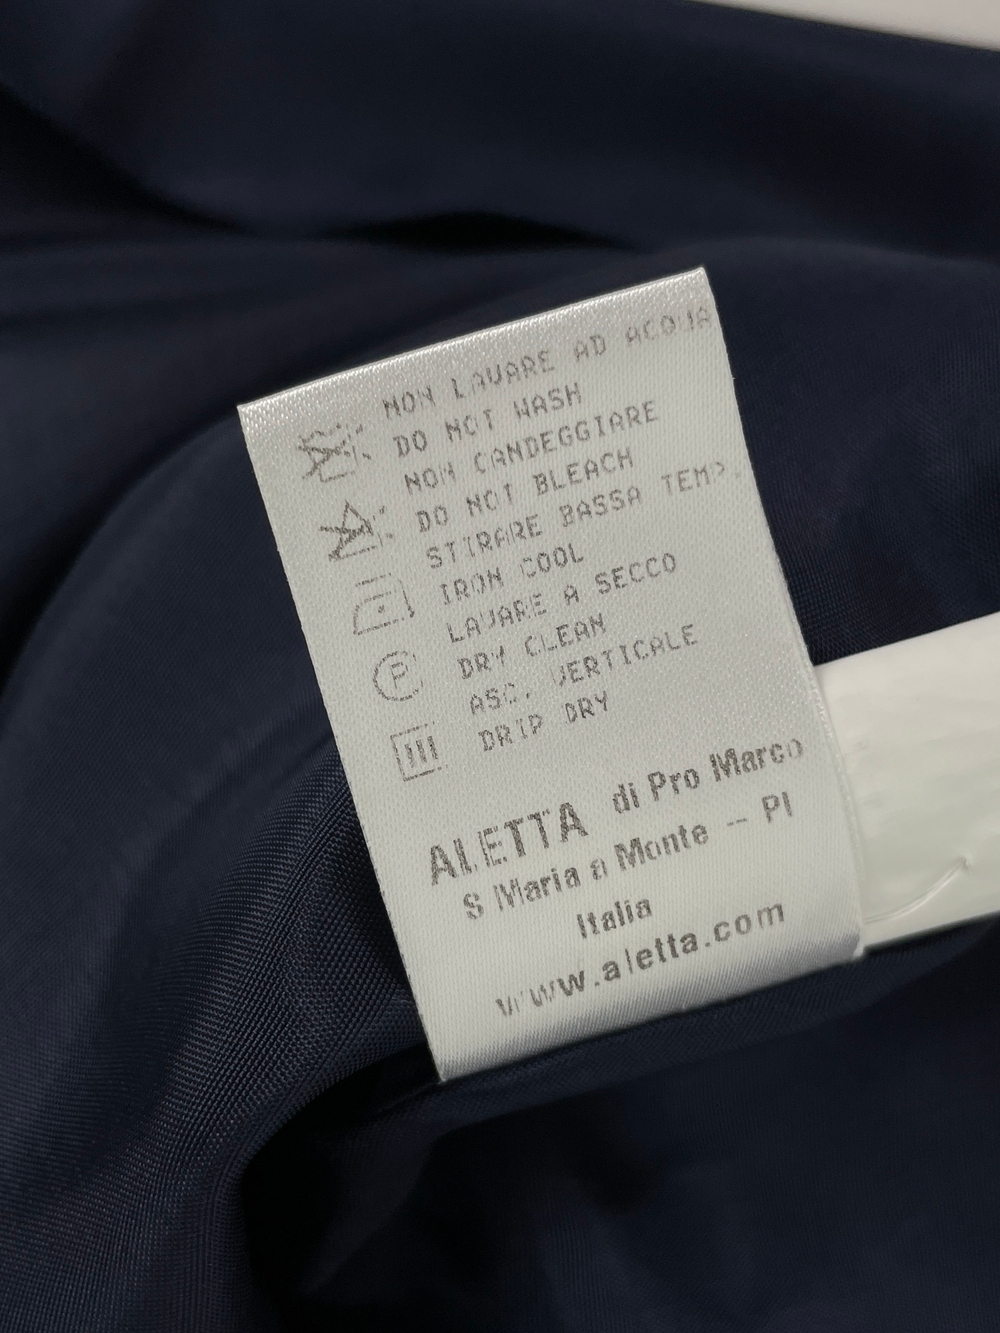 NON LAVARE AD ACQUA
DO NOT WASH
NON CANDEGGIARE
DO NOT BLEACH
STIRARE BASSA TEMP.
IRON COOL
LAVARE A SECCO
P
DRY CLEAN
ASC. VERTICALE
DRIP DRY
ALETTA di Pro Marco
S Maria a Monte -- PI
Italia
www.aletta.com